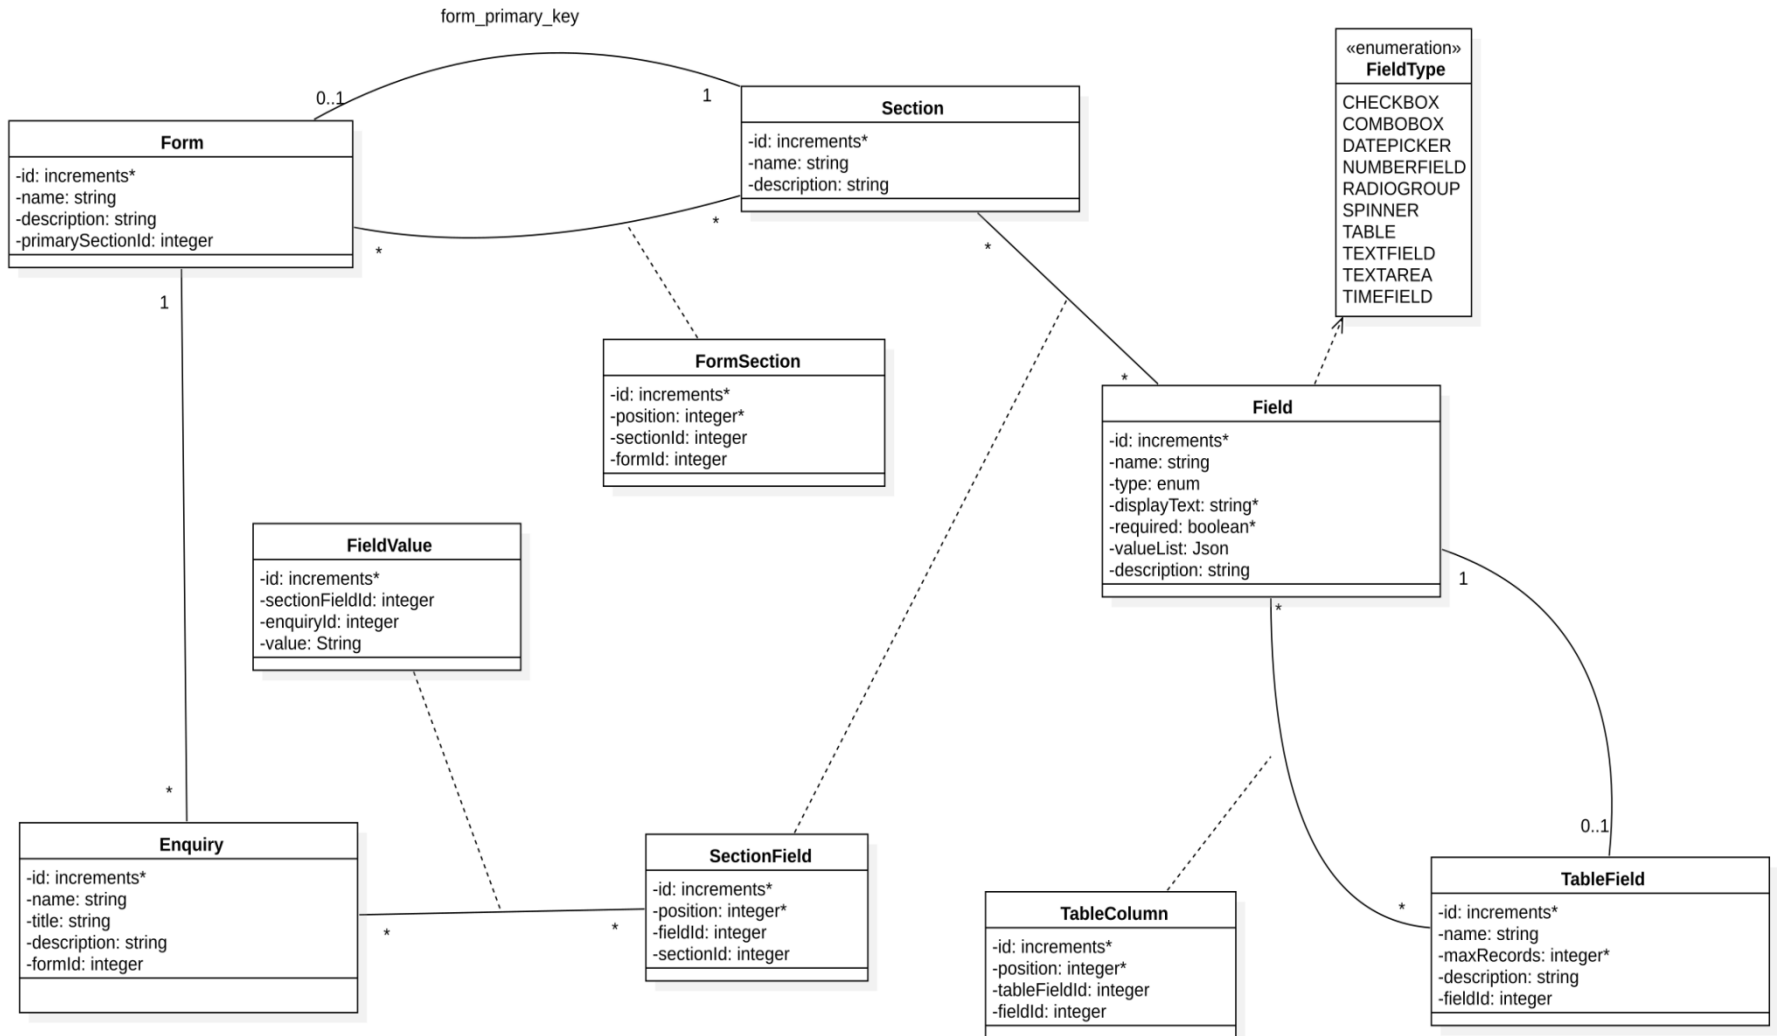 form_primary_key
0..1
1
Form
-id: increments*
-name: string
-description: string
-primarySectionId: integer
*
1
Section
-id: increments*
-name: string
-description: string
*
*
«enumeration»
FieldType
CHECKBOX
COMBOBOX
DATEPICKER
NUMBERFIELD
RADIOGROUP
SPINNER
TABLE
TEXTFIELD
TEXTAREA
TIMEFIELD
FormSection
-id: increments*
-position: integer*
-sectionId: integer
-formId: integer
*
Field
-id: increments*
-name: string
-type: enum
-displayText: string*
-required: boolean*
-valueList: Json
-description: string
1
*
FieldValue
-id: increments*
-sectionFieldId: integer
-enquiryId: integer
-value: String
*
Enquiry
-id: increments*
-name: string
-title: string
-description: string
-formId: integer
*
*
SectionField
-id: increments*
-position: integer*
-fieldId: integer
-sectionId: integer
TableColumn
-id: increments*
-position: integer*
-tableFieldId: integer
-fieldId: integer
0..1
*
TableField
-id: increments*
-name: string
-maxRecords: integer*
-description: string
-fieldId: integer